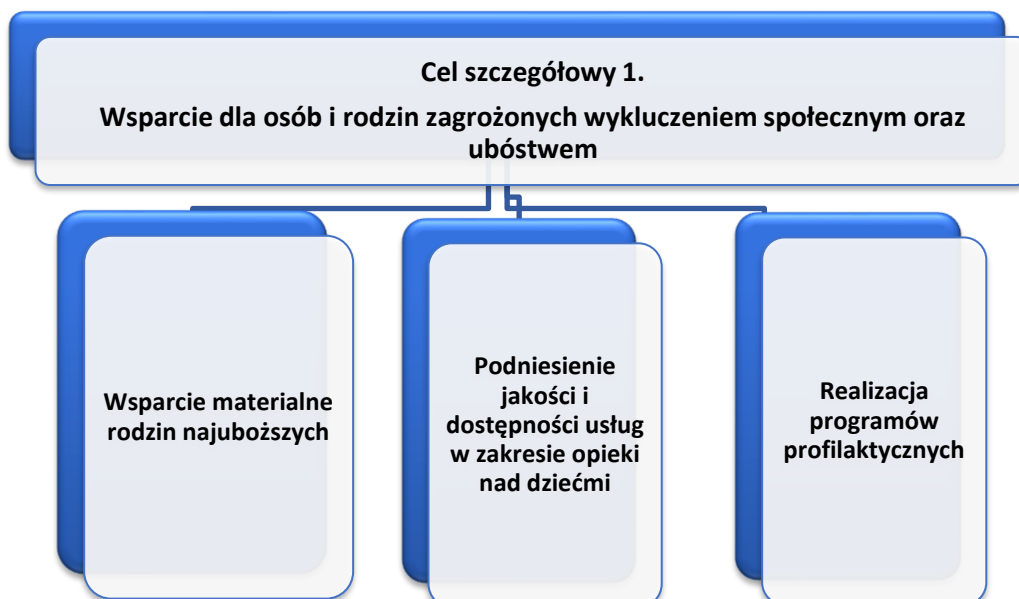 Cel szczegółowy 1.
Wsparcie dla osób i rodzin zagrożonych wykluczeniem społecznym oraz
ubóstwem
Wsparcie materialne
rodzin najuboższych
Podniesienie
jakości i
dostępności usług
w zakresie opieki
nad dziećmi
Realizacja
programów
profilaktycznych